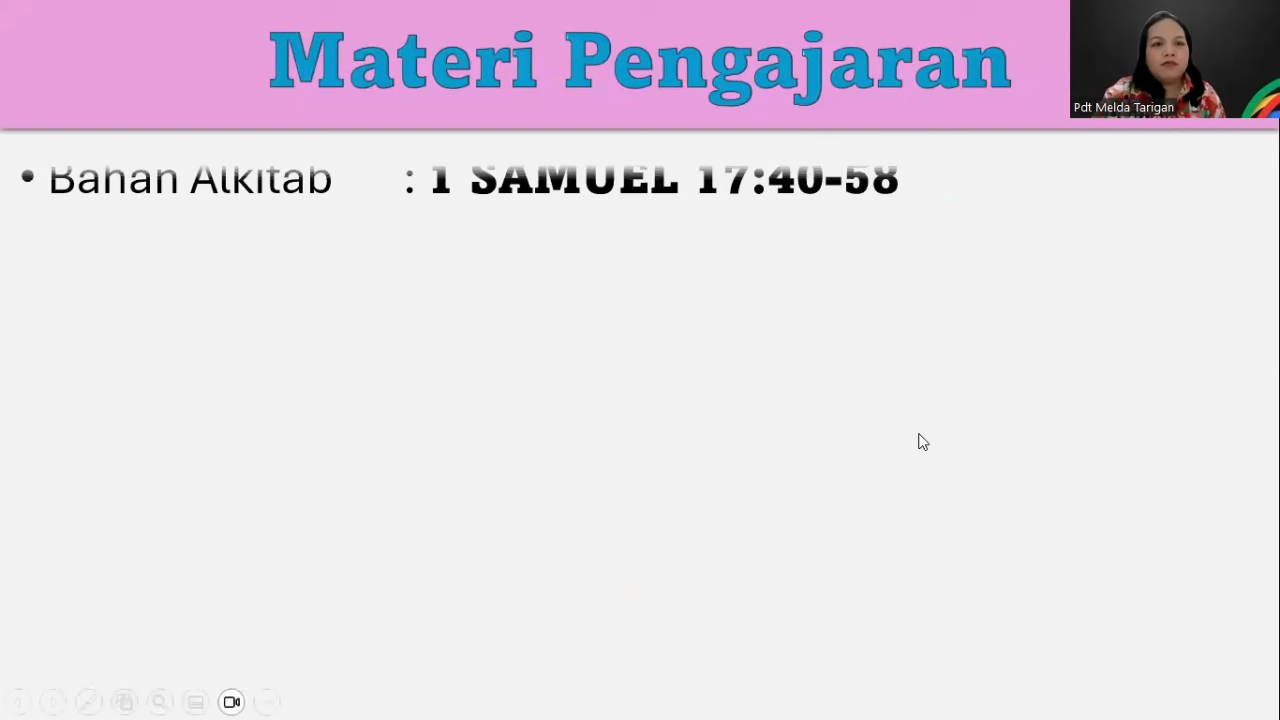 Materi Pengajaran
Pdt Melda Tarigan
• Bahan Alkitab : 1 SAMUEL 17:40-58